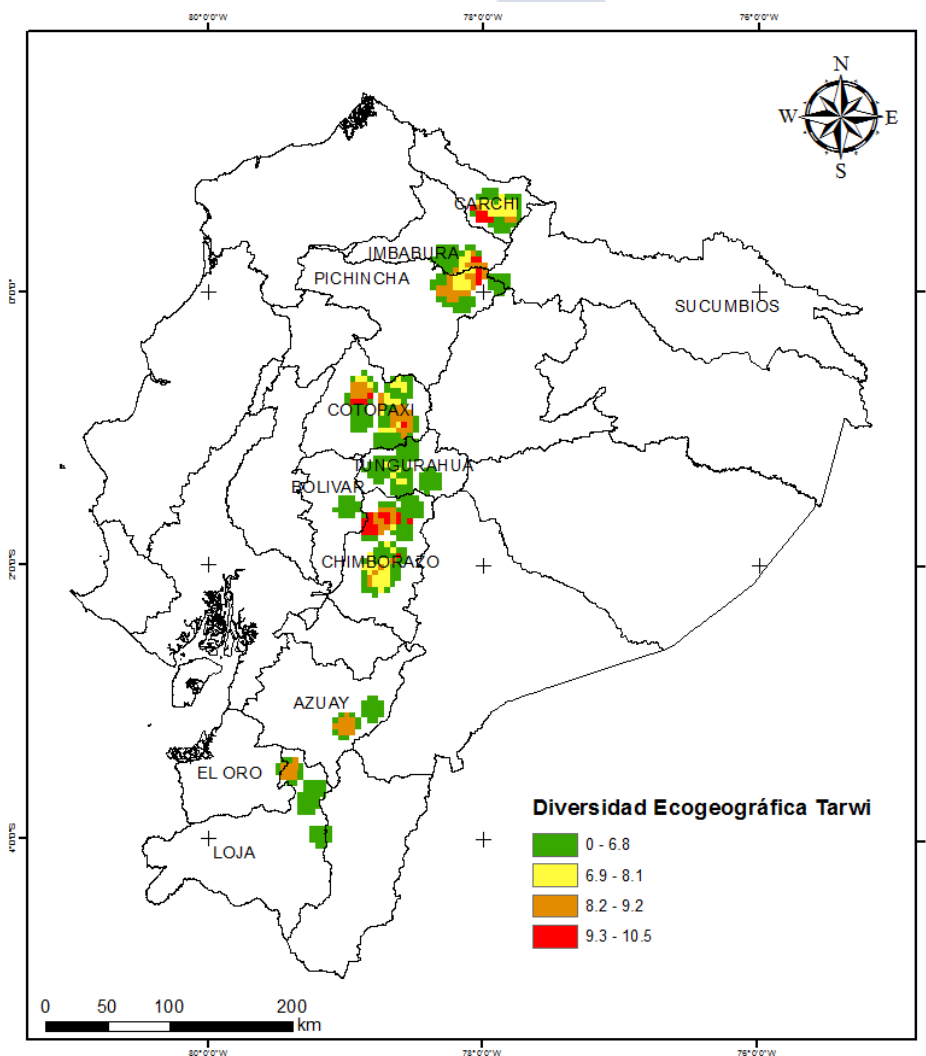 80°0'0"W 78°0'0"W 76°0'0"W
N
W E
S
CARCHI
IMBABURA
PICHINCHA
0°0'0"
SUCUMBIOS
COTOPAXI
TUNGURAHUA
BOLIVAR
CHIMBORAZO
2°0'0"S
AZUAY
EL ORO
LOJA
4°0'0"S
Diversidad Ecogeográfica Tarwi
0 - 6.8
6.9 - 8.1
8.2 - 9.2
9.3 - 10.5
0 50 100 200
km
80°0'0"W 78°0'0"W 76°0'0"W